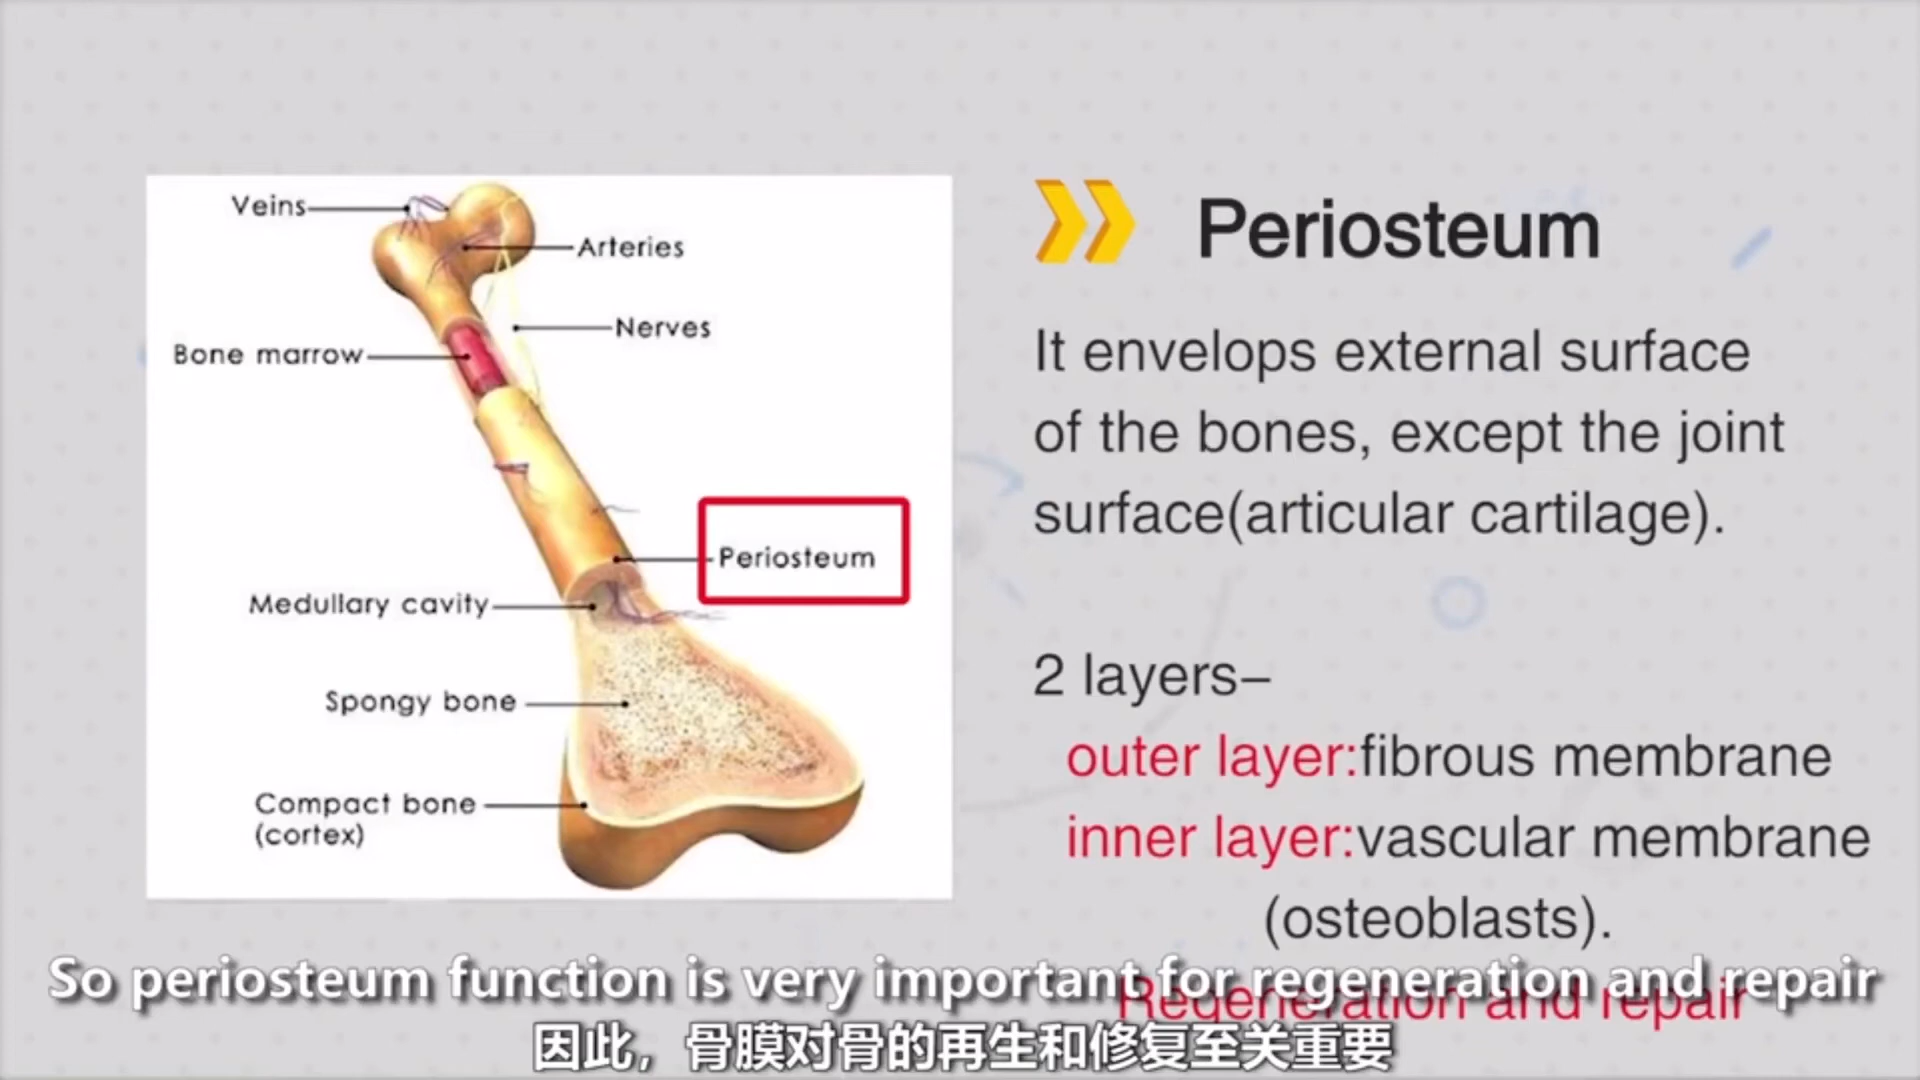 Veins
Arteries
Nerves
Bone marrow
Periosteum
Medullary cavity
Spongy bone
Compact bone
(cortex)
Periosteum
It envelops external surface
of the bones, except the joint
surface(articular cartilage).
2 layers–
outer layer:fibrous membrane
inner layer:vascular membrane
(osteoblasts).
Regeneration and repair
So periosteum function is very important for regeneration and repair
因此，骨膜对骨的再生和修复至关重要